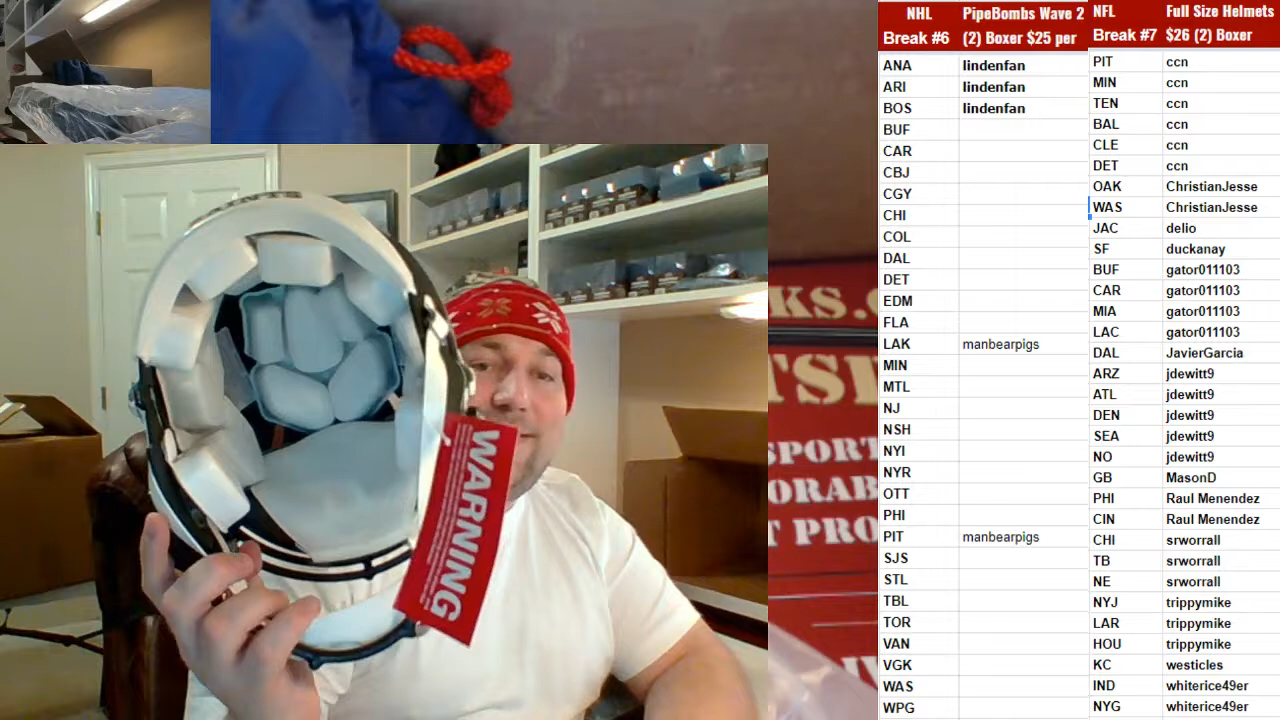 NHL PipeBombs Wave 2
Break #6 (2) Boxer $25 per
ANA lindenfan
ARI lindenfan
BOS lindenfan
BUF
CAR
CBJ
CGY
CHI
COL
DAL
DET
EDM
FLA
LAK manbearpigs
MIN
MTL
NJ
NSH
NYI
NYR
OTT
PHI
PIT manbearpigs
SJS
STL
TBL
TOR
VAN
VGK
WAS
WPG
NFL Full Size Helmets
Break #7 $26 (2) Boxer
PIT ccn
MIN ccn
TEN ccn
BAL ccn
CLE ccn
DET ccn
OAK ChristianJesse
WAS ChristianJesse
JAC delio
SF duckanay
BUF gator011103
CAR gator011103
MIA gator011103
LAC gator011103
DAL JavierGarcia
ARZ jdewitt9
ATL jdewitt9
DEN jdewitt9
SEA jdewitt9
NO jdewitt9
GB MasonD
PHI Raul Menendez
CIN Raul Menendez
CHI srworrall
TB srworrall
NE srworrall
NYJ trippymike
LAR trippymike
HOU trippymike
KC westicles
IND whiterice49er
NYG whiterice49er
WARNING
KS.
TSI
SPORT
ORAB
T PRO